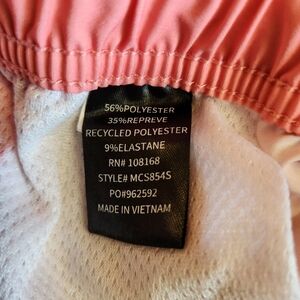 56%POLYESTER
35%REPREVE
RECYCLED POLYESTER
9%ELASTANE
RN# 108168
STYLE# MCS854S
PO#962592
MADE IN VIETNAM